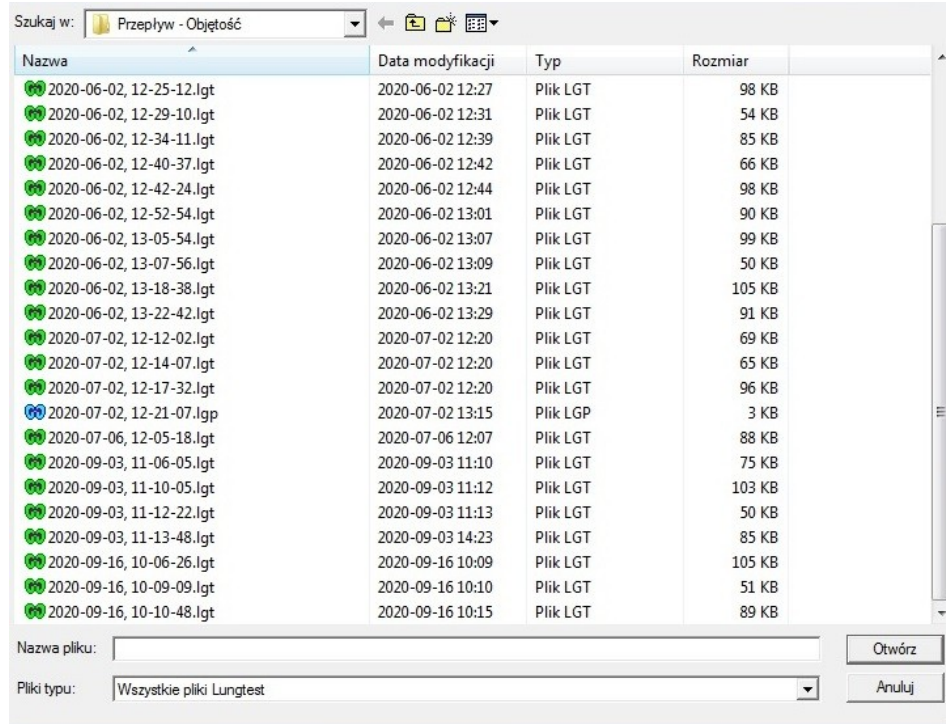 Szukaj w: Przepływ - Objętość
Nazwa Data modyfikacji Typ Rozmiar
2020-06-02, 12-25-12.lgt 2020-06-02 12:27 Plik LGT 98 KB
2020-06-02, 12-29-10.lgt 2020-06-02 12:31 Plik LGT 54 KB
2020-06-02, 12-34-11.lgt 2020-06-02 12:39 Plik LGT 85 KB
2020-06-02, 12-40-37.lgt 2020-06-02 12:42 Plik LGT 66 KB
2020-06-02, 12-42-24.lgt 2020-06-02 12:44 Plik LGT 98 KB
2020-06-02, 12-52-54.lgt 2020-06-02 13:01 Plik LGT 90 KB
2020-06-02, 13-05-54.lgt 2020-06-02 13:07 Plik LGT 99 KB
2020-06-02, 13-07-56.lgt 2020-06-02 13:09 Plik LGT 50 KB
2020-06-02, 13-18-38.lgt 2020-06-02 13:21 Plik LGT 105 KB
2020-06-02, 13-22-42.lgt 2020-06-02 13:29 Plik LGT 91 KB
2020-07-02, 12-12-02.lgt 2020-07-02 12:20 Plik LGT 69 KB
2020-07-02, 12-14-07.lgt 2020-07-02 12:20 Plik LGT 65 KB
2020-07-02, 12-17-32.lgt 2020-07-02 12:20 Plik LGT 96 KB
2020-07-02, 12-21-07.lgp 2020-07-02 13:15 Plik LGP 3 KB
2020-07-06, 12-05-18.lgt 2020-07-06 12:07 Plik LGT 88 KB
2020-09-03, 11-06-05.lgt 2020-09-03 11:10 Plik LGT 75 KB
2020-09-03, 11-10-05.lgt 2020-09-03 11:12 Plik LGT 103 KB
2020-09-03, 11-12-22.lgt 2020-09-03 11:13 Plik LGT 50 KB
2020-09-03, 11-13-48.lgt 2020-09-03 14:23 Plik LGT 85 KB
2020-09-16, 10-06-26.lgt 2020-09-16 10:09 Plik LGT 105 KB
2020-09-16, 10-09-09.lgt 2020-09-16 10:10 Plik LGT 51 KB
2020-09-16, 10-10-48.lgt 2020-09-16 10:15 Plik LGT 89 KB
Nazwa pliku: Otwórz
Pliki typu: Wszystkie pliki Lungtest Anuluj